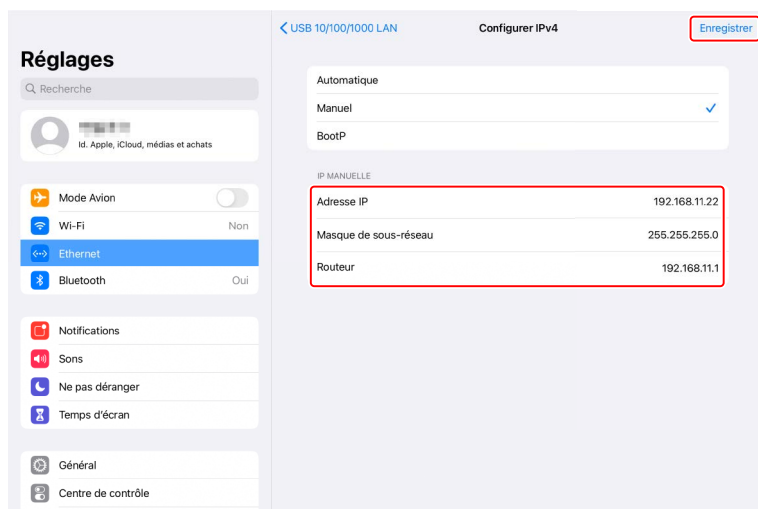 USB 10/100/1000 LAN
Configurer IPv4
Enregistrer
Réglages
Recherche
Id. Apple, iCloud, médias et achats
Mode Avion
Wi-Fi Non
Ethernet
Bluetooth Oui
Notifications
Sons
Ne pas déranger
Temps d'écran
Général
Centre de contrôle
Automatique
Manuel
BootP
IP MANUELLE
Adresse IP 192.168.11.22
Masque de sous-réseau 255.255.255.0
Routeur 192.168.11.1